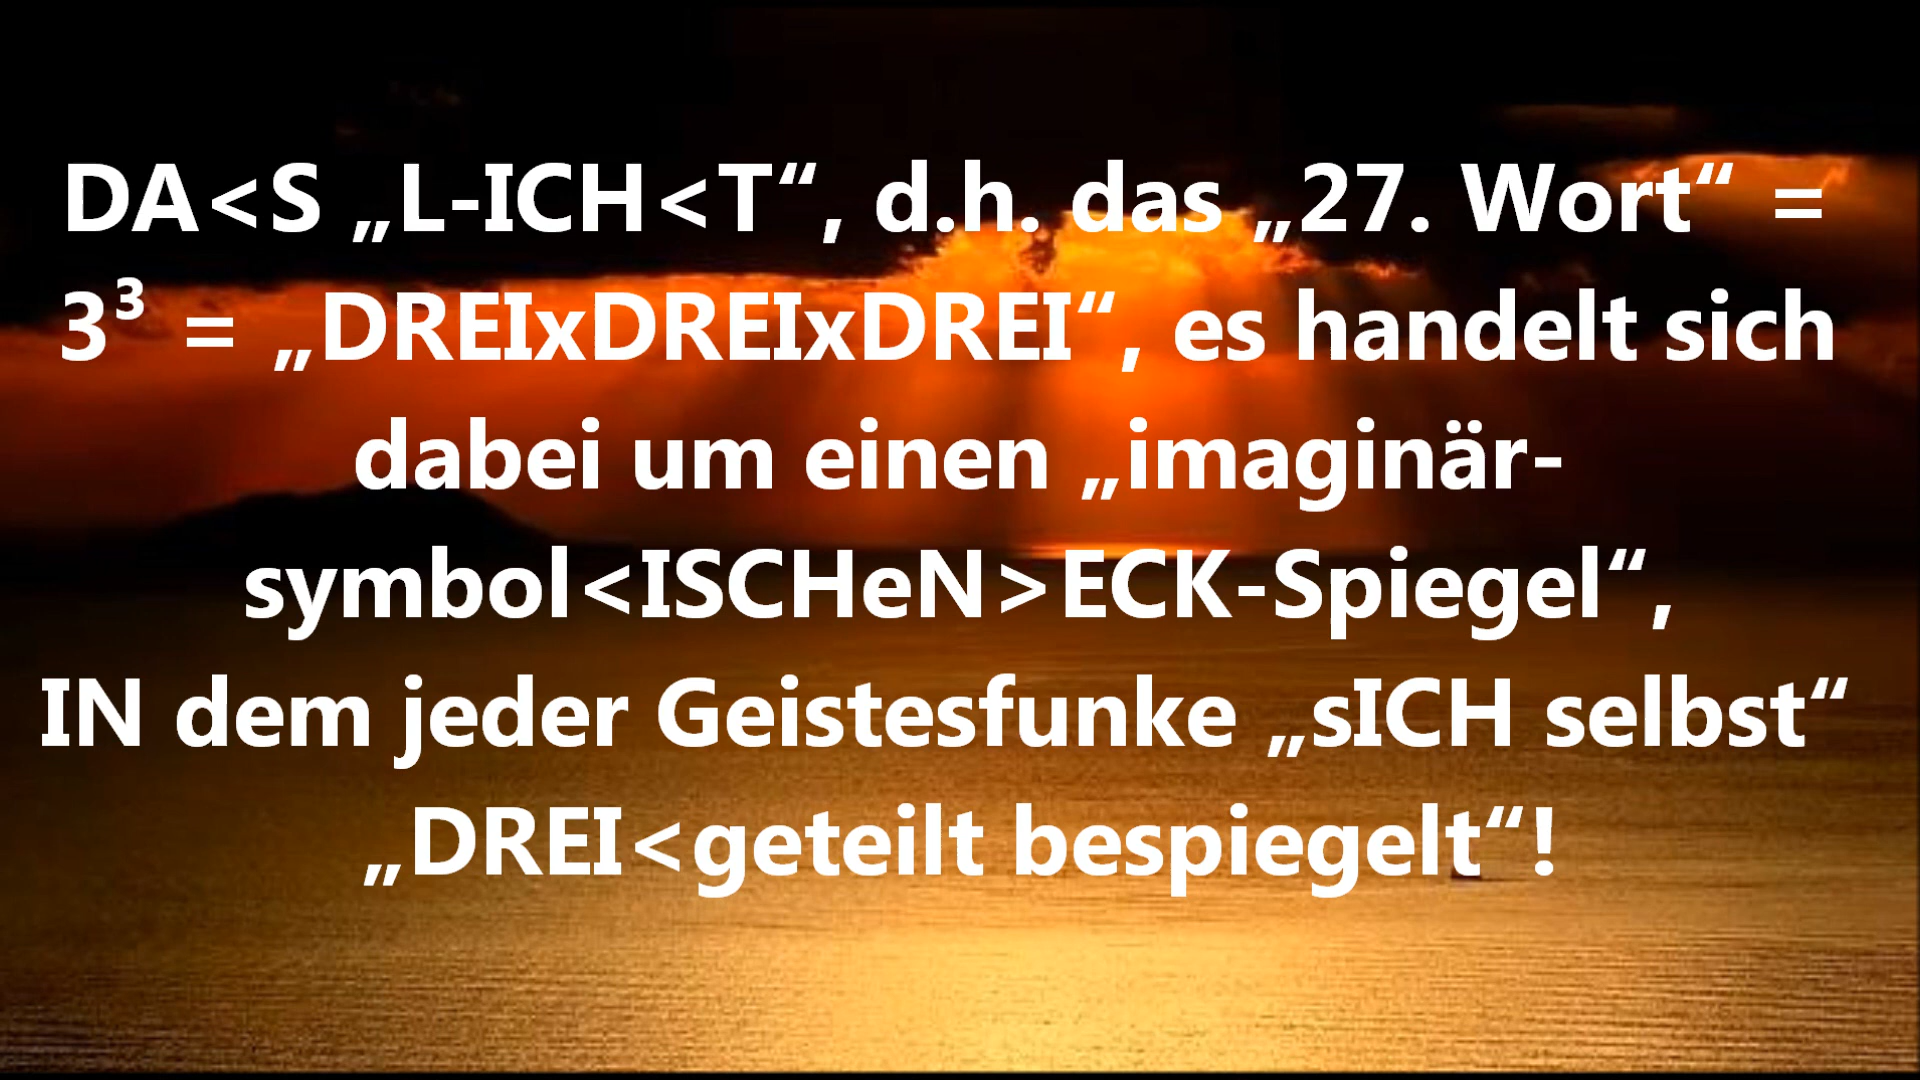 DA<S „L-ICH<T“, d.h. das „27. Wort“ =
3³ = „DREIxDREIxDREI“, es handelt sich
dabei um einen „imaginär-
symbol<ISCHeN>ECK-Spiegel“,
IN dem jeder Geistesfunke „sICH selbst“
„DREI<geteilt bespiegelt“!